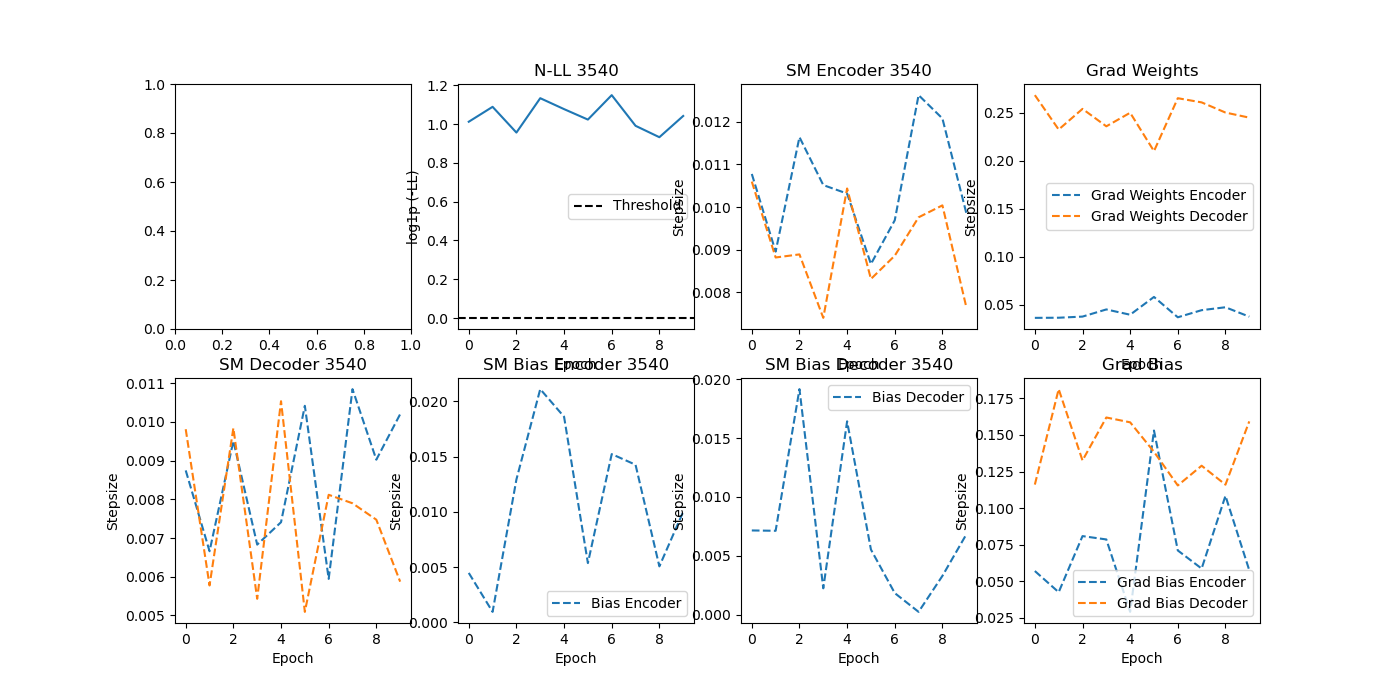 N-LL 3540
SM Encoder 3540
Grad Weights
1.0
0.8
0.6
0.4
0.2
0.0
0.0 0.2 0.4 0.6 0.8 1.0
log1p (-LL)
1.2
1.0
0.8
0.6
0.4
0.2
0.0
Threshold
0 2 4 6 8
Epoch
Stepsize
0.012
0.011
0.010
0.009
0.008
0 2 4 6 8
Epoch
Stepsize
0.25
0.20
0.15
0.10
0.05
Grad Weights Encoder
Grad Weights Decoder
0 2 4 6 8
Epoch
SM Decoder 3540
SM Bias Encoder 3540
SM Bias Decoder 3540
Grad Bias
Stepsize
0.011
0.010
0.009
0.008
0.007
0.006
0.005
0 2 4 6 8
Epoch
Stepsize
0.020
0.015
0.010
0.005
0.000
Bias Encoder
0 2 4 6 8
Epoch
Stepsize
0.020
0.015
0.010
0.005
0.000
Bias Decoder
0 2 4 6 8
Epoch
Stepsize
0.175
0.150
0.125
0.100
0.075
0.050
0.025
Grad Bias Encoder
Grad Bias Decoder
0 2 4 6 8
Epoch